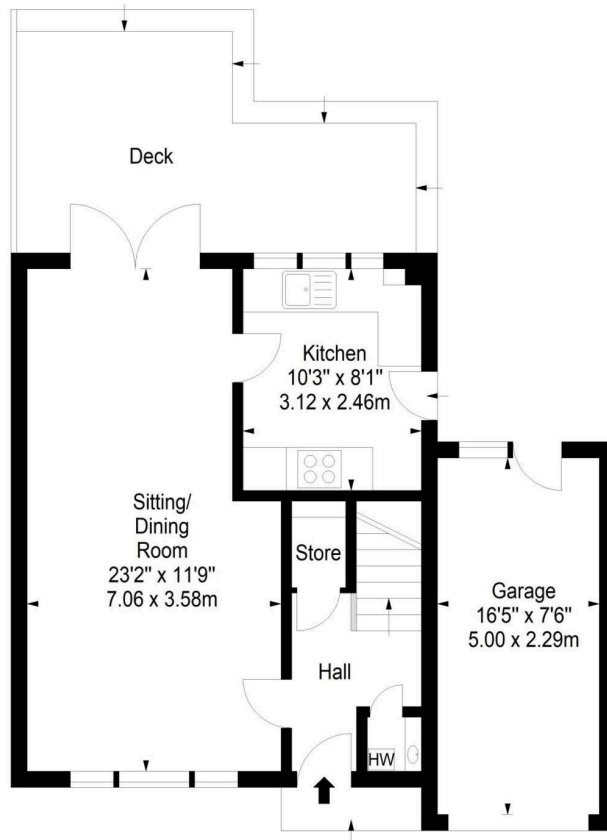 Deck
Kitchen
10'3" x 8'1"
3.12 x 2.46m
Sitting/
Dining
Room
23'2" x 11'9"
7.06 x 3.58m
Store
Garage
16'5" x 7'6"
5.00 x 2.29m
Hall
HW